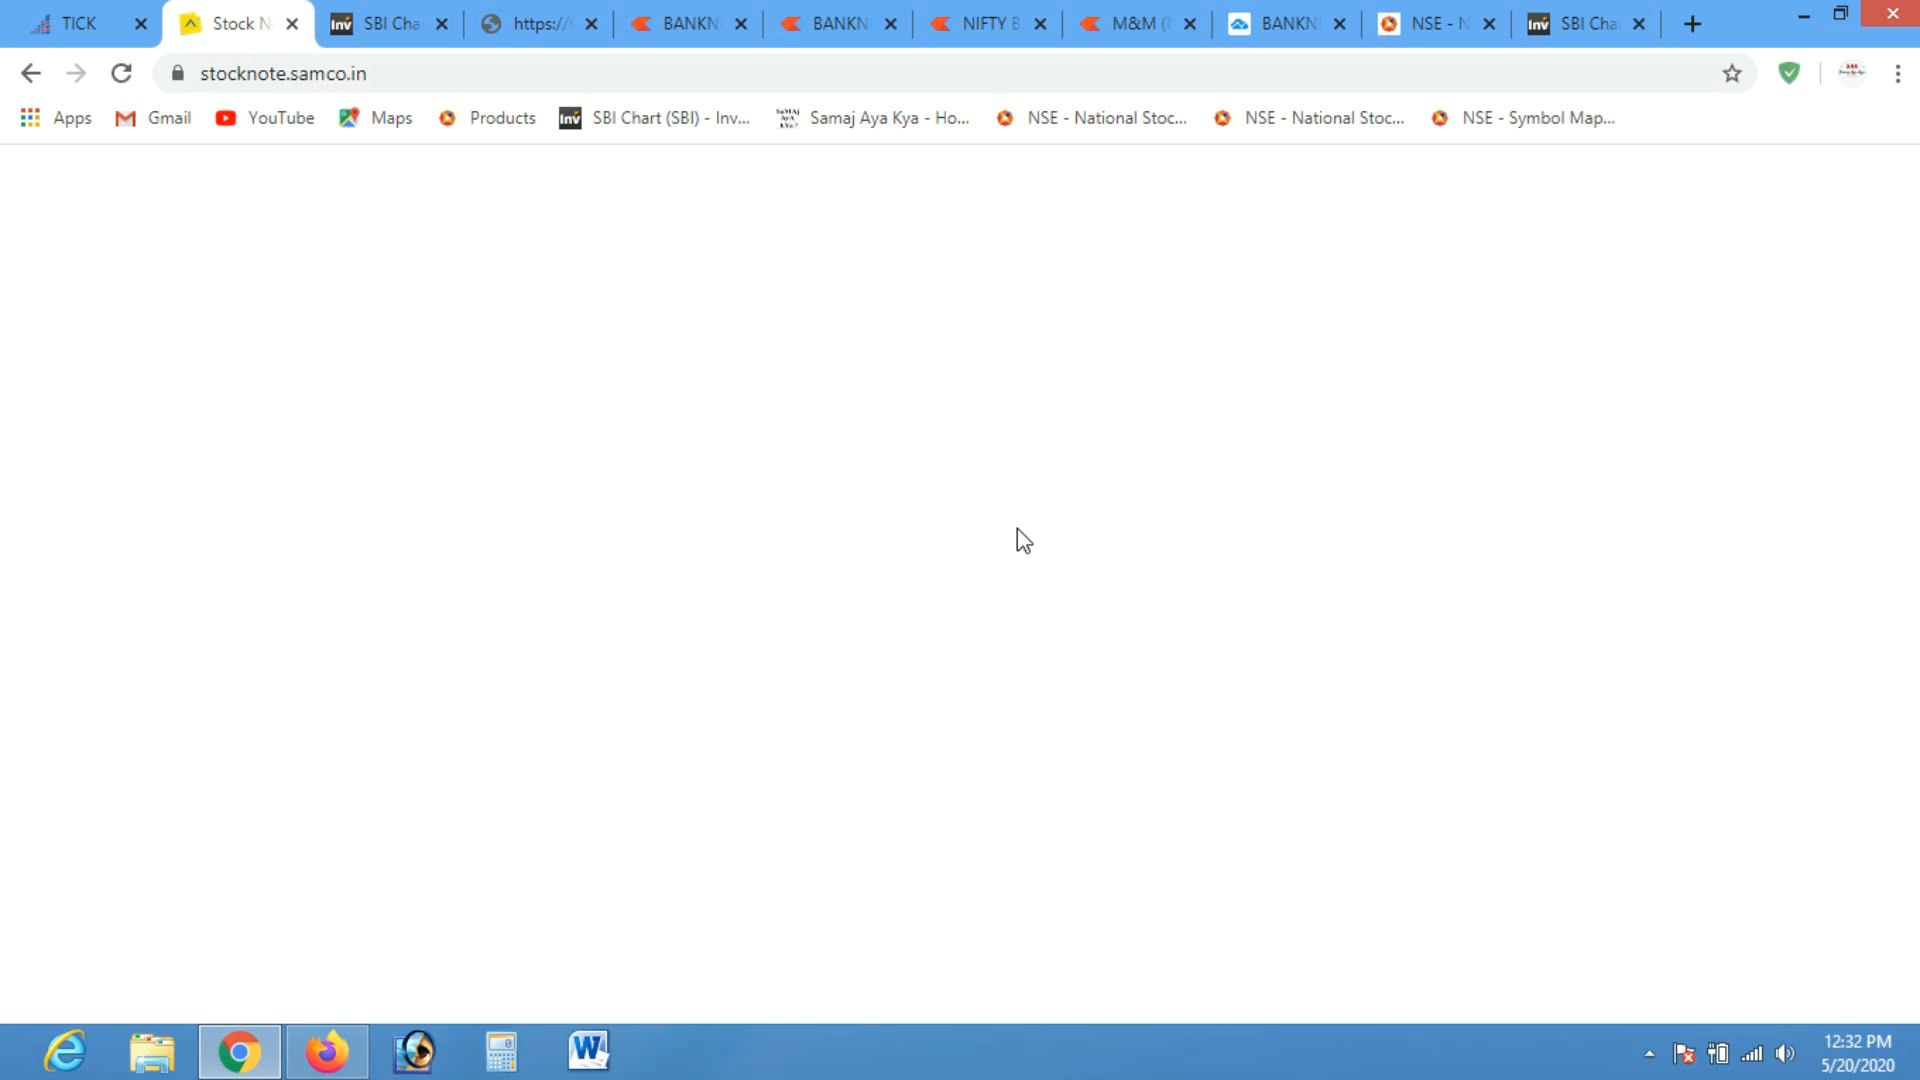 TICK
Stock N
SBI Cha
https://
BANKN
BANKN
NIFTY B
M&M (
BANKN
NSE - N
SBI Cha
stocknote.samco.in
Apps
Gmail
YouTube
Maps
Products
Inv
SBI Chart (SBI) - Inv...
Samaj Aya Kya - Ho...
NSE - National Stoc...
NSE - National Stoc...
NSE - Symbol Map...
12:32 PM
5/20/2020